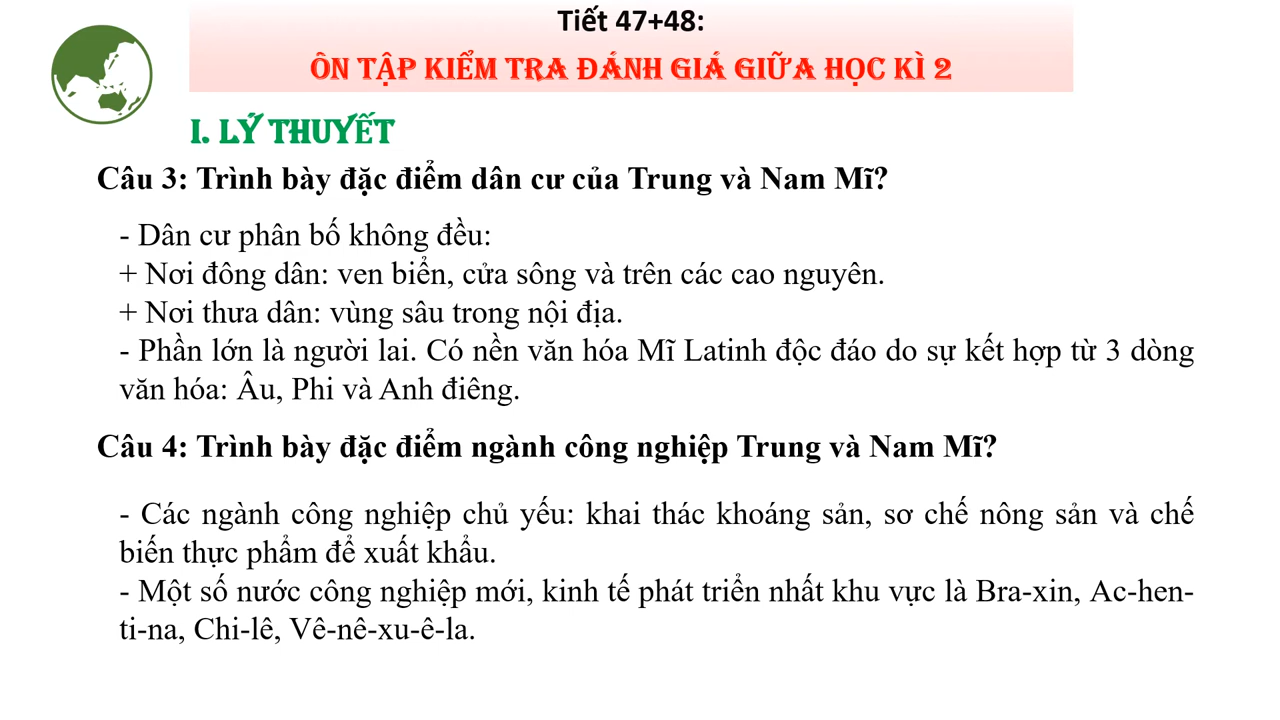 Tiết 47+48:
ÔN TẬP KIỂM TRA ĐÁNH GIÁ GIỮA HỌC KÌ 2
I. LÝ THUYẾT
Câu 3: Trình bày đặc điểm dân cư của Trung và Nam Mĩ?
- Dân cư phân bố không đều:
+ Nơi đông dân: ven biển, cửa sông và trên các cao nguyên.
+ Nơi thưa dân: vùng sâu trong nội địa.
- Phần lớn là người lai. Có nền văn hóa Mĩ Latinh độc đáo do sự kết hợp từ 3 dòng
văn hóa: Âu, Phi và Anh điêng.
Câu 4: Trình bày đặc điểm ngành công nghiệp Trung và Nam Mĩ?
- Các ngành công nghiệp chủ yếu: khai thác khoáng sản, sơ chế nông sản và chế
biến thực phẩm để xuất khẩu.
- Một số nước công nghiệp mới, kinh tế phát triển nhất khu vực là Bra-xin, Ac-hen-
ti-na, Chi-lê, Vê-nê-xu-ê-la.